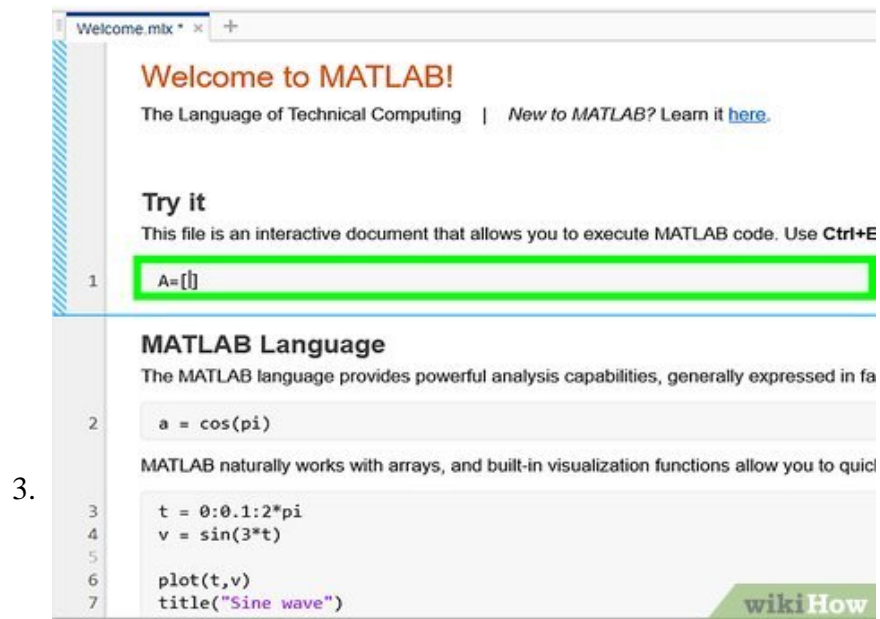 Welcome.mlx * × +
Welcome to MATLAB!
The Language of Technical Computing | New to MATLAB? Learn it here.
Try it
This file is an interactive document that allows you to execute MATLAB code. Use Ctrl+E
1 A=[]
MATLAB Language
The MATLAB language provides powerful analysis capabilities, generally expressed in fa
2 a = cos(pi)
MATLAB naturally works with arrays, and built-in visualization functions allow you to quic
3.
3 t = 0:0.1:2*pi
4 v = sin(3*t)
5
6 plot(t,v)
7 title("Sine wave")
wikiHow